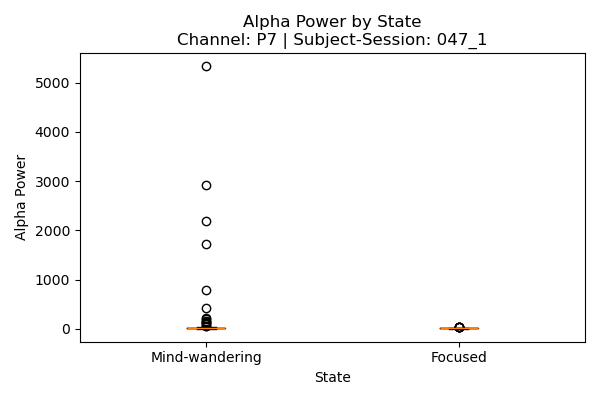 Alpha Power by State
Channel: P7 | Subject-Session: 047_1
Alpha Power
5000
4000
3000
2000
1000
0
Mind-wandering
Focused
State